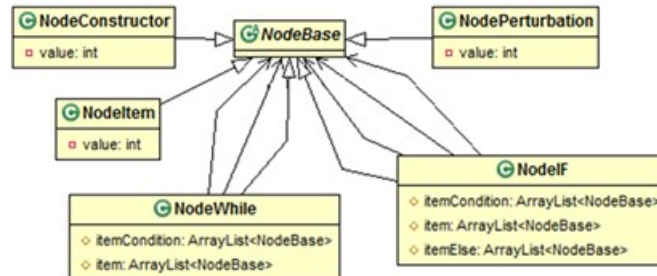 NodeConstructor
value: int
NodeBase
NodePerturbation
value: int
NodeItem
value: int
NodeWhile
itemCondition: ArrayList<NodeBase>
item: ArrayList<NodeBase>
NodeIF
itemCondition: ArrayList<NodeBase>
item: ArrayList<NodeBase>
itemElse: ArrayList<NodeBase>